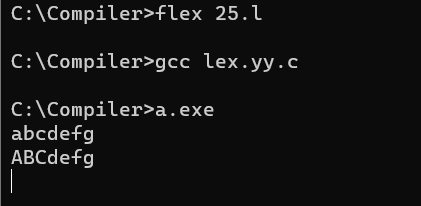 C:\Compiler>flex 25.l
C:\Compiler>gcc lex.yy.c
C:\Compiler>a.exe
abcdefg
ABCdefg